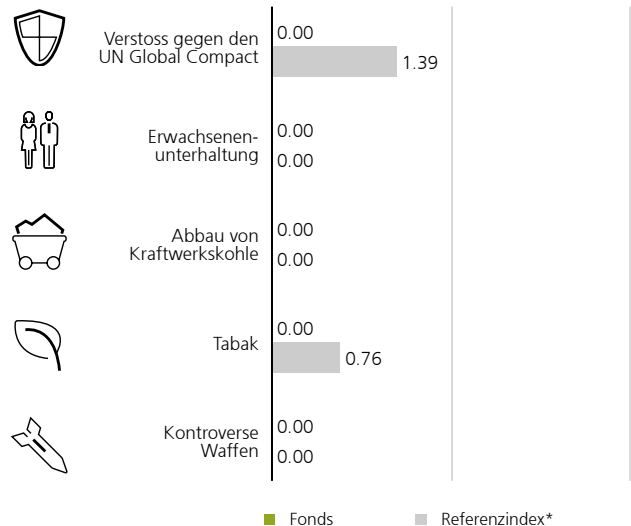 Verstoss gegen den
UN Global Compact
0.00
1.39
Erwachsenen-
unterhaltung
0.00
0.00
Abbau von
Kraftwerkskohle
0.00
0.00
Tabak
0.00
0.76
Kontroverse
Waffen
0.00
0.00
Fonds
Referenzindex*